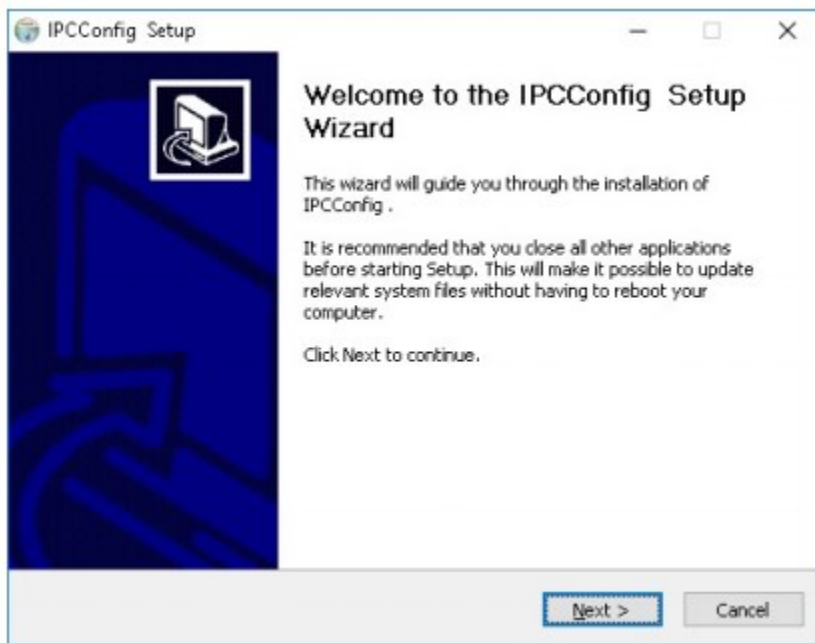 IPCConfig Setup
Welcome to the IPCConfig Setup
Wizard
This wizard will guide you through the installation of
IPCConfig .
It is recommended that you close all other applications
before starting Setup. This will make it possible to update
relevant system files without having to reboot your
computer.
Click Next to continue.
Next >
Cancel